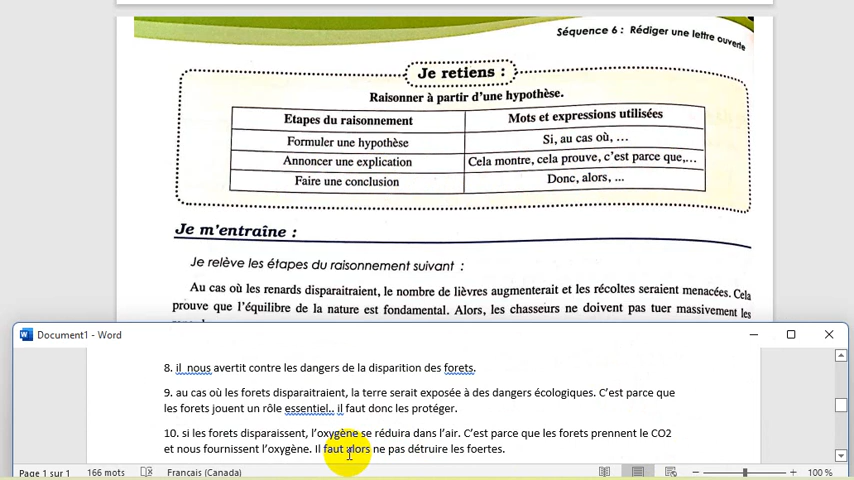 Séquence 6 : Rédiger une lettre ouverte
Je retiens :
Raisonner à partir d'une hypothèse.
Etapes du raisonnement Mots et expressions utilisées
Formuler une hypothèse Si, au cas où, ...
Annoncer une explication Cela montre, cela prouve, c'est parce que,...
Faire une conclusion Donc, alors, ...
Je m'entraîne :
Je relève les étapes du raisonnement suivant :
Au cas où les renards disparaitraient, le nombre de lièvres augmenterait et les récoltes seraient menacées. Cela
prouve que l'équilibre de la nature est fondamental. Alors, les chasseurs ne doivent pas tuer massivement les
Document1 - Word
8. il nous avertit contre les dangers de la disparition des forets.
9. au cas où les forets disparaitraient, la terre serait exposée à des dangers écologiques. C'est parce que
les forets jouent un rôle essentiel.. il faut donc les protéger.
10. si les forets disparaissent, l'oxygène se réduira dans l'air. C'est parce que les forets prennent le CO2
et nous fournissent l'oxygène. Il faut alors ne pas détruire les foertes.
Page 1 sur 1 166 mots Français (Canada) 100 %